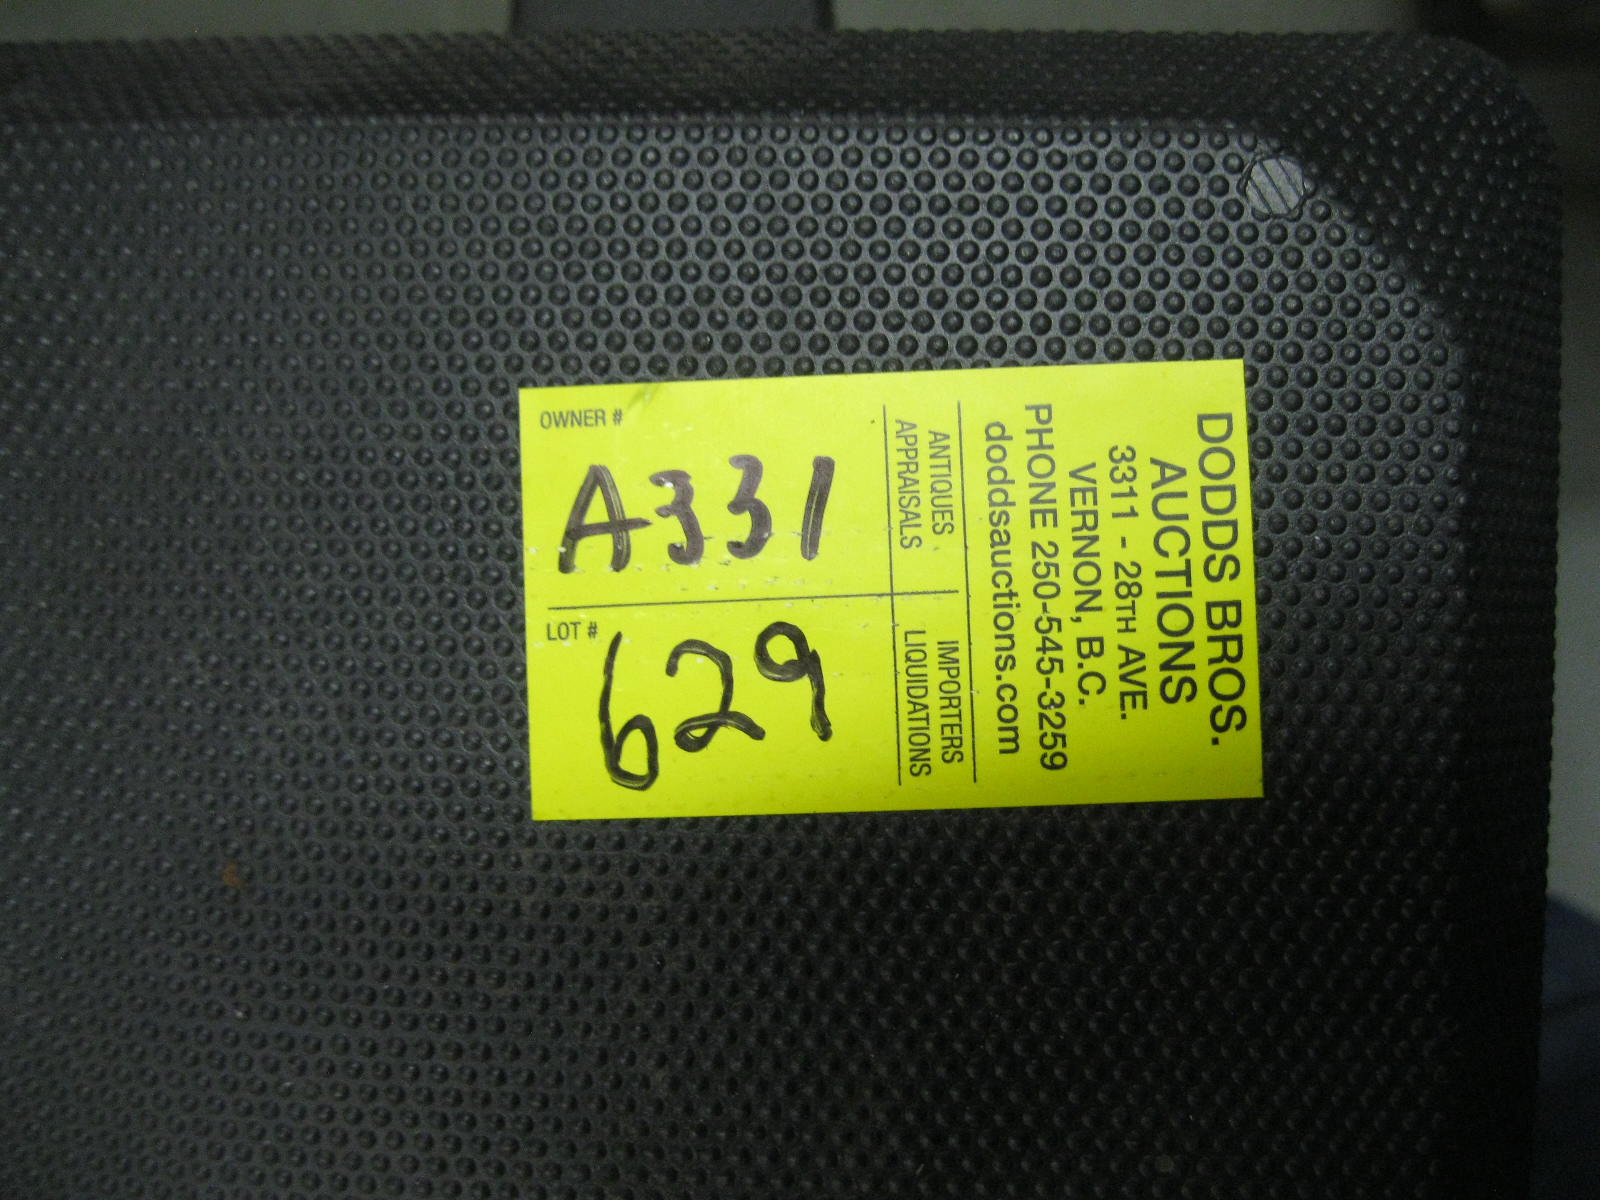 DODDS BROS.
AUCTIONS
3311 - 28TH AVE.
VERNON, B.C.
PHONE 250-545-3259
doddsauctions.com
ANTIQUES IMPORTERS
APPRAISALS LIQUIDATIONS
OWNER #
A331
LOT #
629